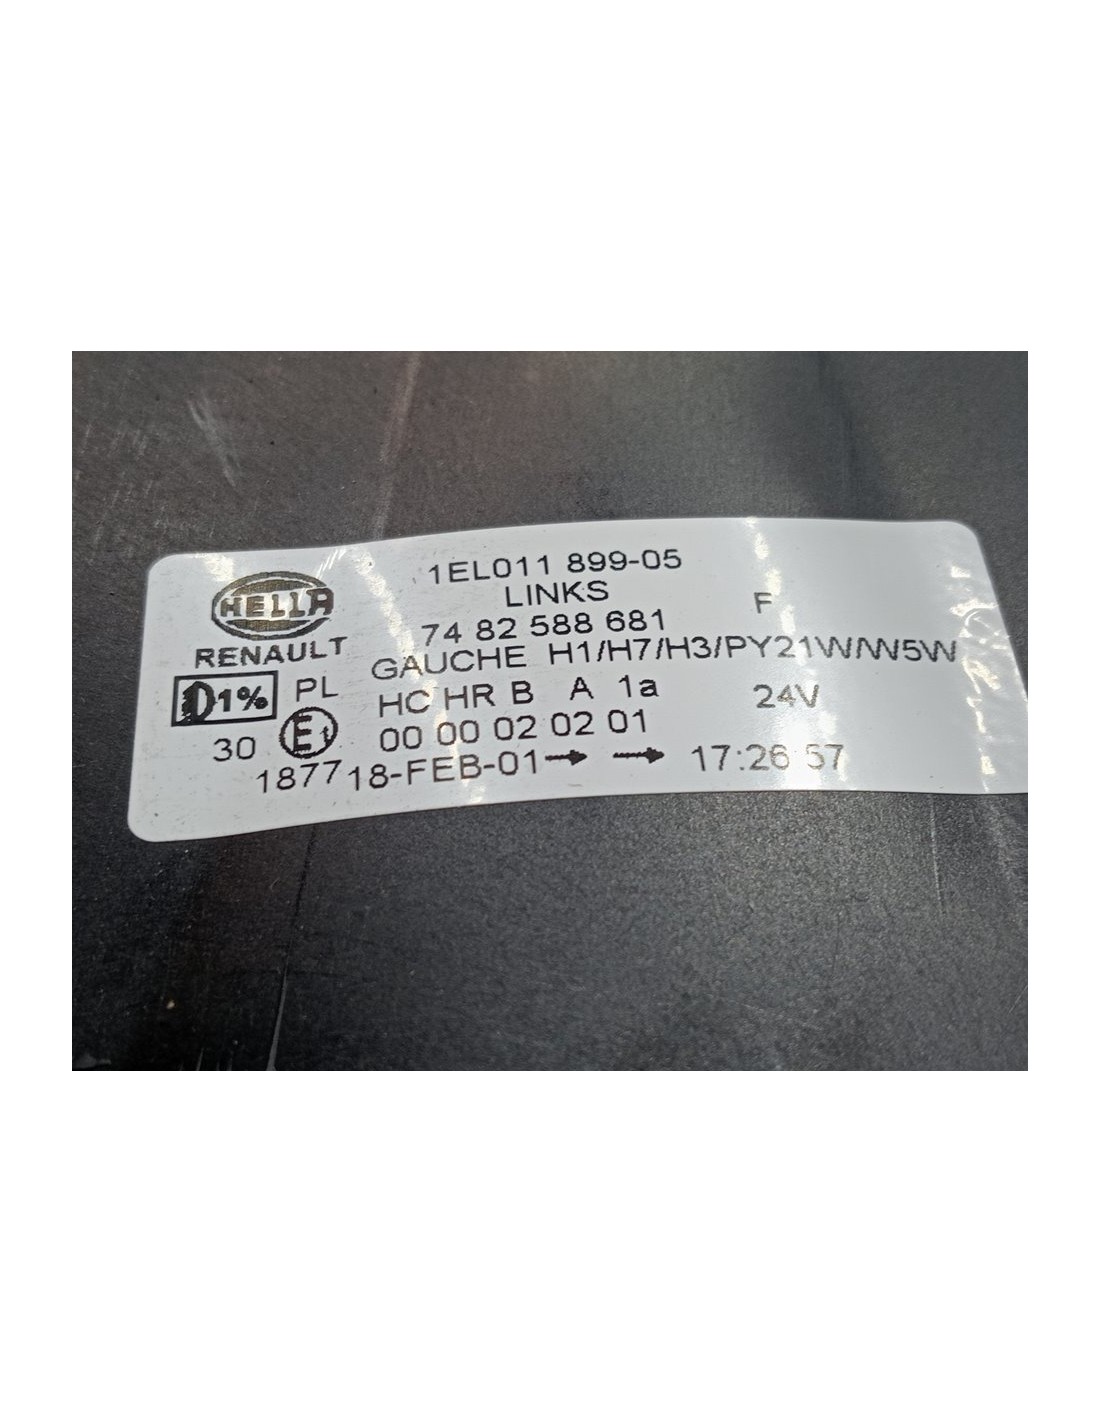 1EL011 899-05
HELLA
LINKS
F
74 82 588 681
RENAULT
GAUCHE H1/H7/H3/PY21W/W5W
1% PL
HC HR B A 1a
24V
30 E1
00 00 02 02 01
1877 18-FEB-01→ → 17:26 57